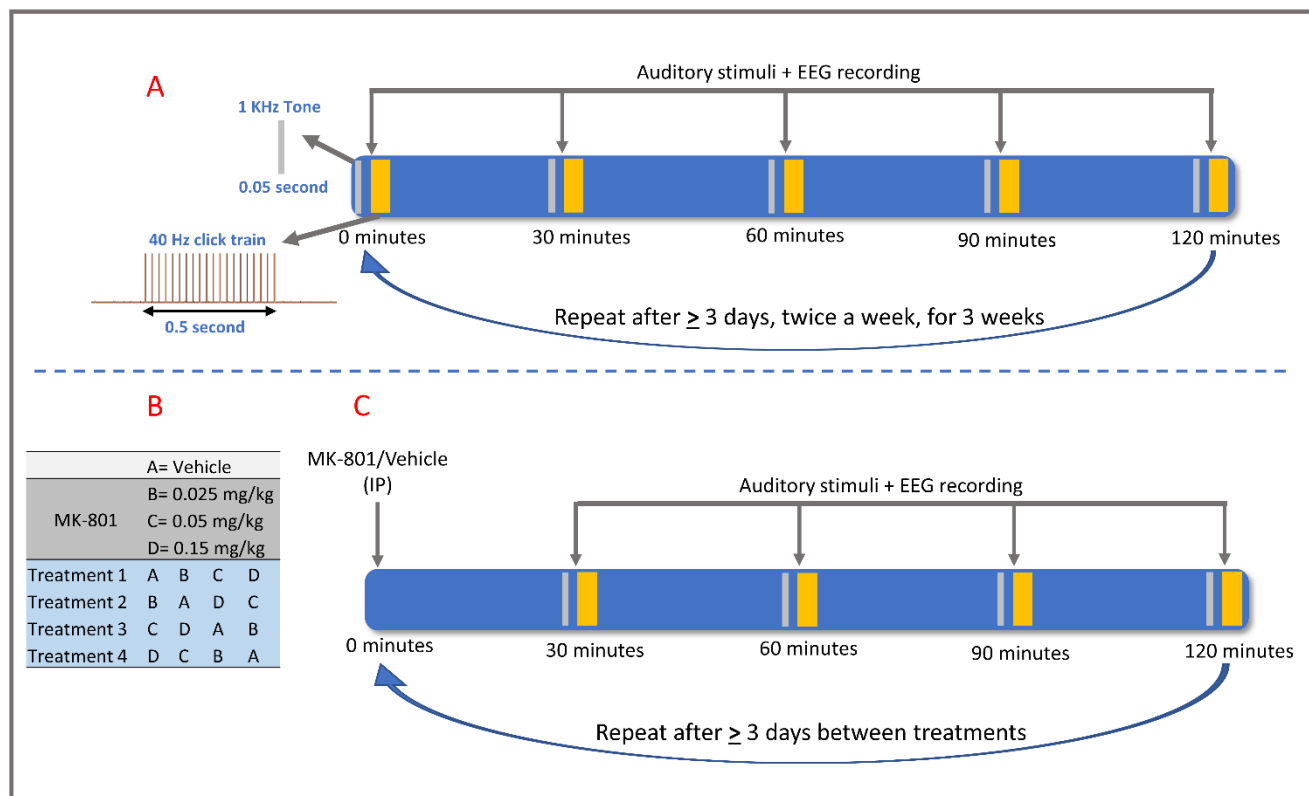 A
Auditory stimuli + EEG recording
1 KHz Tone
0.05 second
40 Hz click train
0.5 second
0 minutes
30 minutes
60 minutes
90 minutes
120 minutes
Repeat after ≥ 3 days, twice a week, for 3 weeks
B
A= Vehicle
MK-801
B= 0.025 mg/kg
C= 0.05 mg/kg
D= 0.15 mg/kg
Treatment 1 A B C D
Treatment 2 B A D C
Treatment 3 C D A B
Treatment 4 D C B A
C
MK-801/Vehicle
(IP)
Auditory stimuli + EEG recording
0 minutes
30 minutes
60 minutes
90 minutes
120 minutes
Repeat after ≥ 3 days between treatments